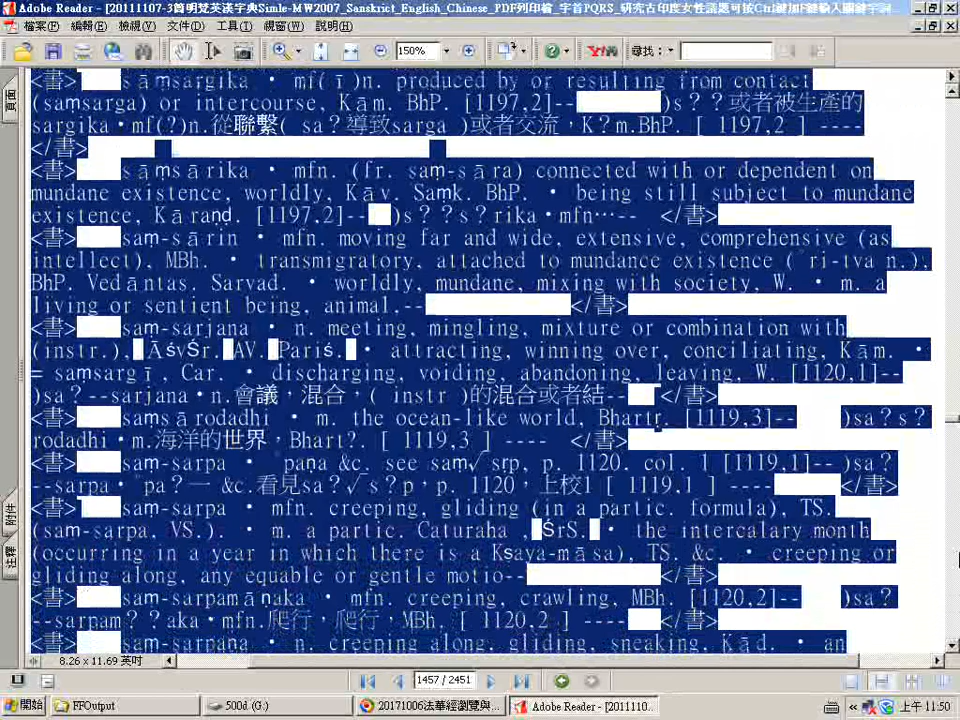 Adobe Reader - [20111107-3簡明梵英漢字典Simle-MW2007_Sanskrict_English_Chinese_PDF列印檔_字首PQRS_研究古印度女性議題可按Ctrl鍵加F鍵輸入關鍵字詞
檔案(F) 編輯(E) 檢視(V) 文件(D) 工具(T) 視窗(W) 說明(H)
150% 尋找：
頁面
附件
注釋
<書> sāṃsargika • mf(ī)n. produced by or resulting from contact
(saṃsarga) or intercourse, Kām. BhP. [1197,2]-- )s？？或者被生產的
sargika•mf(?)n.從聯繫( sa？導致sarga )或者交流，K？m.BhP. [ 1197,2 ] ----
</書>
<書> sāṃsārika • mfn. (fr. saṃ-sāra) connected with or dependent on
mundane existence, worldly, Kāv. Saṃk. BhP. • being still subject to mundane
existence, Kāraṇḍ. [1197,2]-- )s？？s？rika•mfn…-- </書>
<書> saṃ-sārin • mfn. moving far and wide, extensive, comprehensive (as
intellect), MBh. • transmigratory, attached to mundance existence (˚ri-tva n.),
BhP. Vedāntas. Sarvad. • worldly, mundane, mixing with society, W. • m. a
living or sentient being, animal,-- </書>
<書> saṃ-sarjana • n. meeting, mingling, mixture or combination with
(instr.), ĀśvŚr. AV. Pariś. • attracting, winning over, conciliating, Kām. •
= saṃsargī, Car. • discharging, voiding, abandoning, leaving, W. [1120,1]--
)sa？--sarjana•n.會議，混合，( instr )的混合或者結-- </書>
<書> saṃsārodadhi • m. the ocean-like world, Bhartṛ. [1119,3]-- )sa？s？
rodadhi•m.海洋的世界，Bhart?. [ 1119,3 ] ---- </書>
<書> saṃ-sarpa • paṇa &c. see saṃ√ sṛp, p. 1120. col. 1 [1119,1]-- )sa？
--sarpa•pa？一 &c.看見sa？√s？p，p. 1120，上校1 [ 1119,1 ] ---- </書>
<書> saṃ-sarpa • mfn. creeping, gliding (in a partic. formula), TS.
(saṃ-sarpa, VS.). • m. a partic. Caturaha , ŚrS. • the intercalary month
(occurring in a year in which there is a Kṣaya-māsa), TS. &c. • creeping or
gliding along, any equable or gentle motio-- </書>
<書> saṃ-sarpamāṇaka • mfn. creeping, crawling, MBh. [1120,2]-- )sa？
--sarpam？？aka•mfn.爬行，爬行，MBh. [ 1120,2 ] ---- </書>
<書> saṃ-sarpaṇa • n. creeping along, gliding, sneaking, Kād. • an
8.26 x 11.69 英吋
1457 / 2451
開始 FFOutput 500d (G:) 20171006法華經瀏覽與... Adobe Reader - [2011110... 上午 11:50